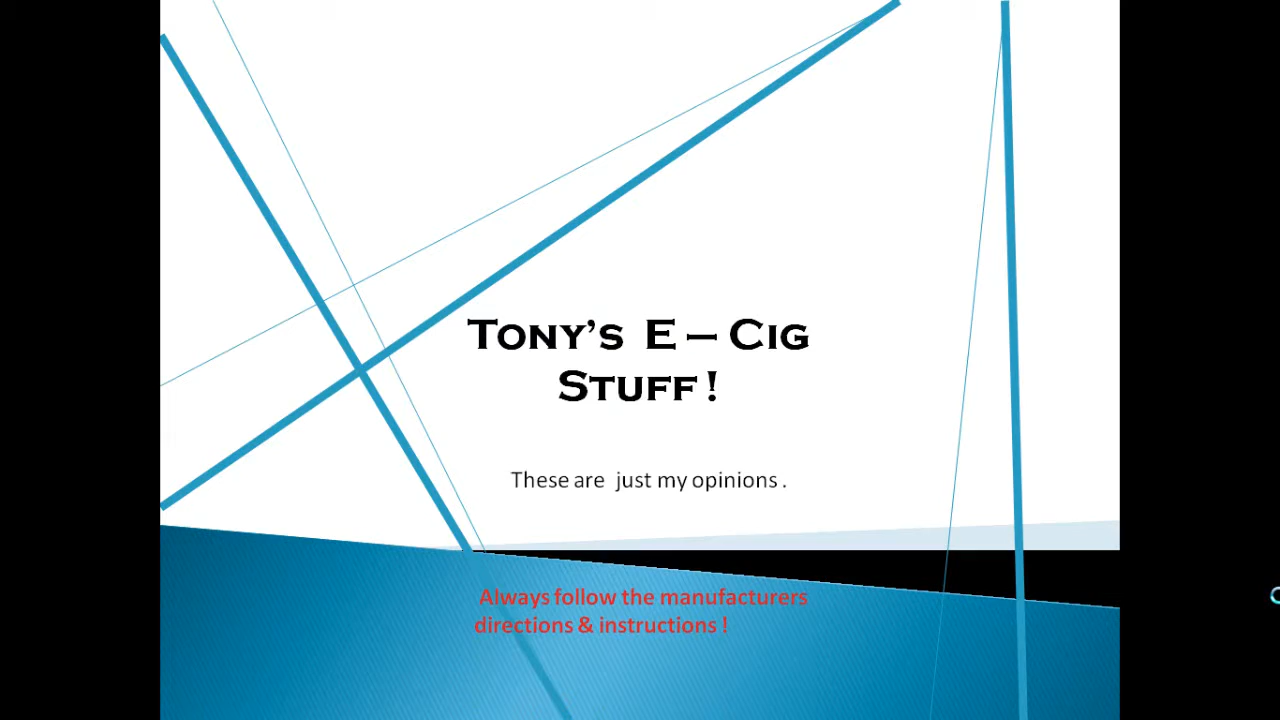 Tony's E – Cig
Stuff !
These are just my opinions .
Always follow the manufacturers
directions & instructions !